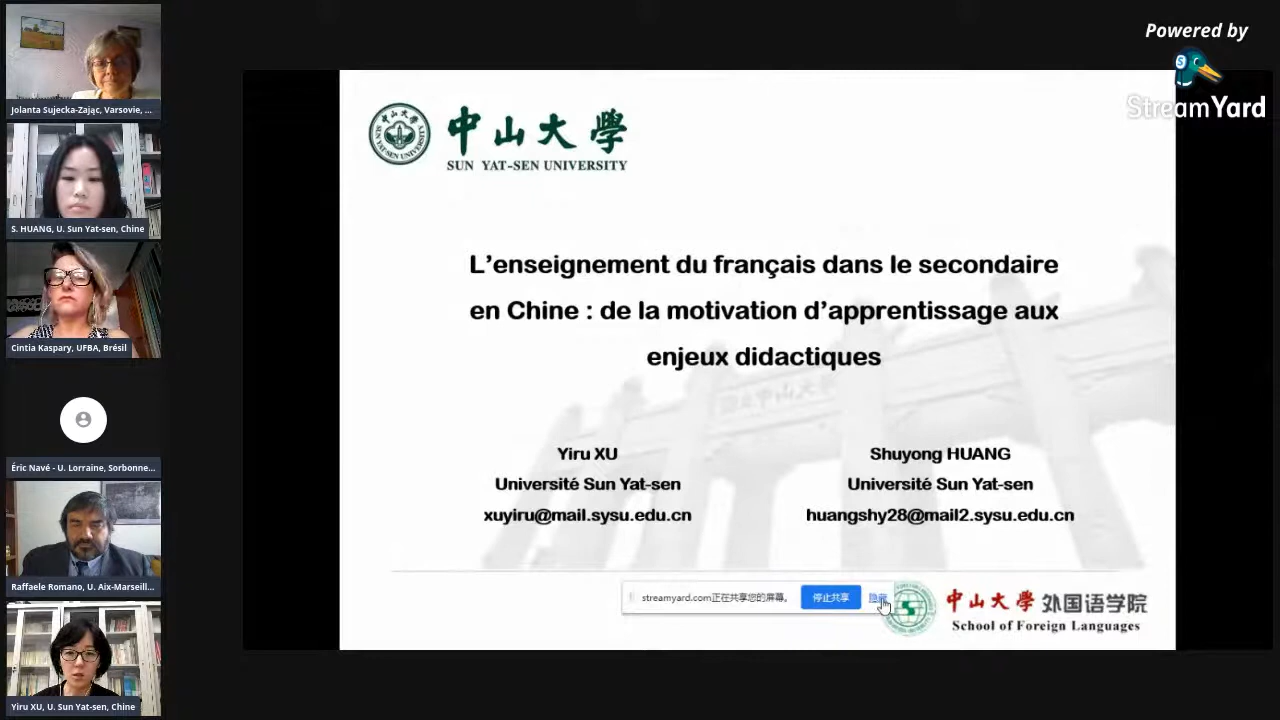 Powered by
StreamYard
Jolanta Sujecka-Zając, Varsovie, ...
S. HUANG, U. Sun Yat-sen, Chine
Cintia Kaspary, UFBA, Brésil
Éric Navé - U. Lorraine, Sorbonne...
Raffaele Romano, U. Aix-Marseill...
Yiru XU, U. Sun Yat-sen, Chine
中山大學
SUN YAT-SEN UNIVERSITY
L’enseignement du français dans le secondaire
en Chine : de la motivation d’apprentissage aux
enjeux didactiques
Yiru XU
Université Sun Yat-sen
xuyiru@mail.sysu.edu.cn
Shuyong HUANG
Université Sun Yat-sen
huangshy28@mail2.sysu.edu.cn
streamyard.com正在共享您的屏幕。 停止共享 隐藏
中山大學 外国语学院
School of Foreign Languages